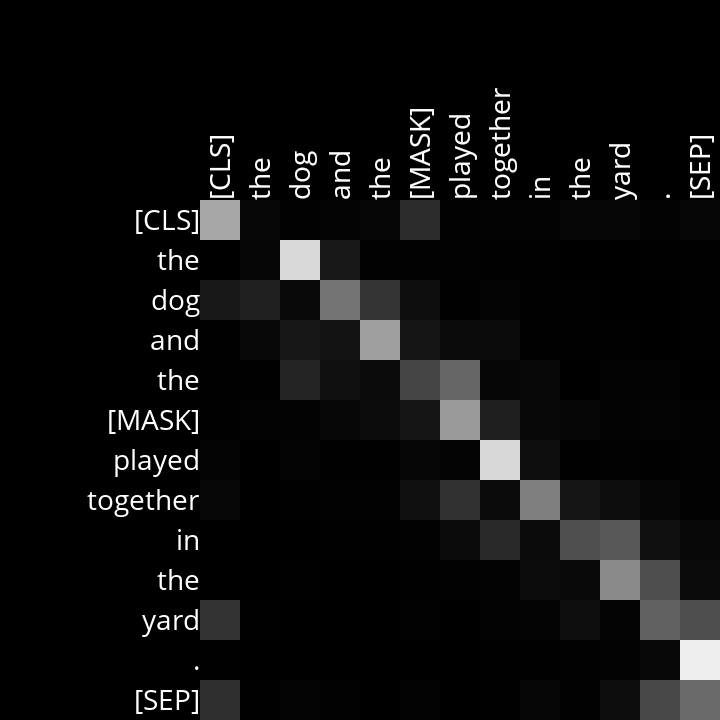 [CLS] the dog and the [MASK] played together in the yard . [SEP]
[CLS]
the
dog
and
the
[MASK]
played
together
in
the
yard
.
[SEP]